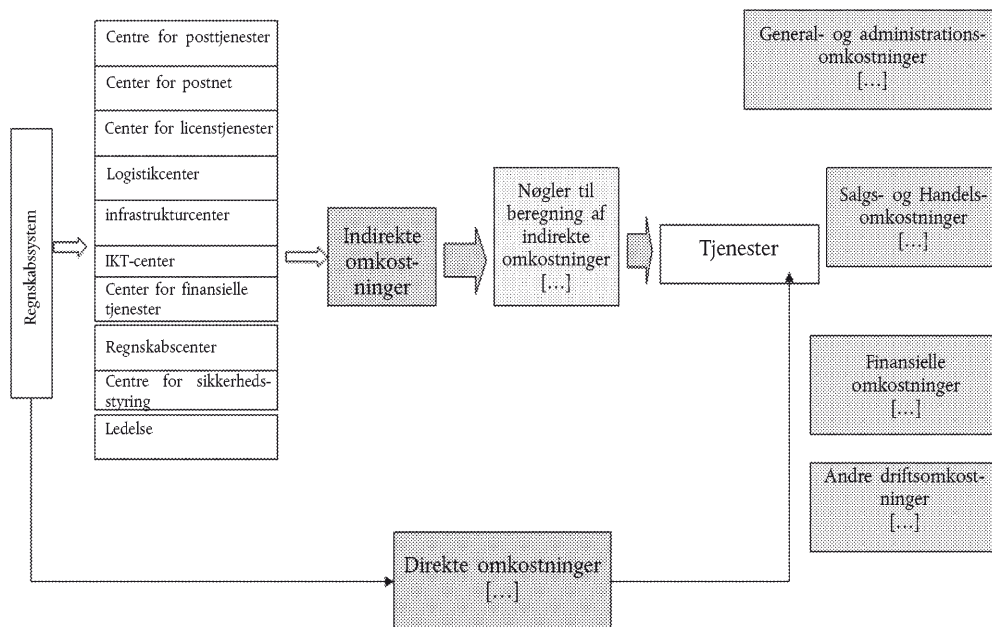 Regnskabssystem
Centre for posttjenester
Center for postnet
Center for licenstjenester
Logistikcenter
infrastrukturcenter
IKT-center
Center for finansielle
tjenester
Regnskabscenter
Centre for sikkerheds-
styring
Ledelse
Indirekte
omkost-
ninger
Nøgler til
beregning af
indirekte
omkostninger
[…]
Tjenester
General- og administrations-
omkostninger
[…]
Salgs- og Handels-
omkostninger
[…]
Finansielle
omkostninger
[…]
Andre driftsomkost-
ninger
[…]
Direkte omkostninger
[…]